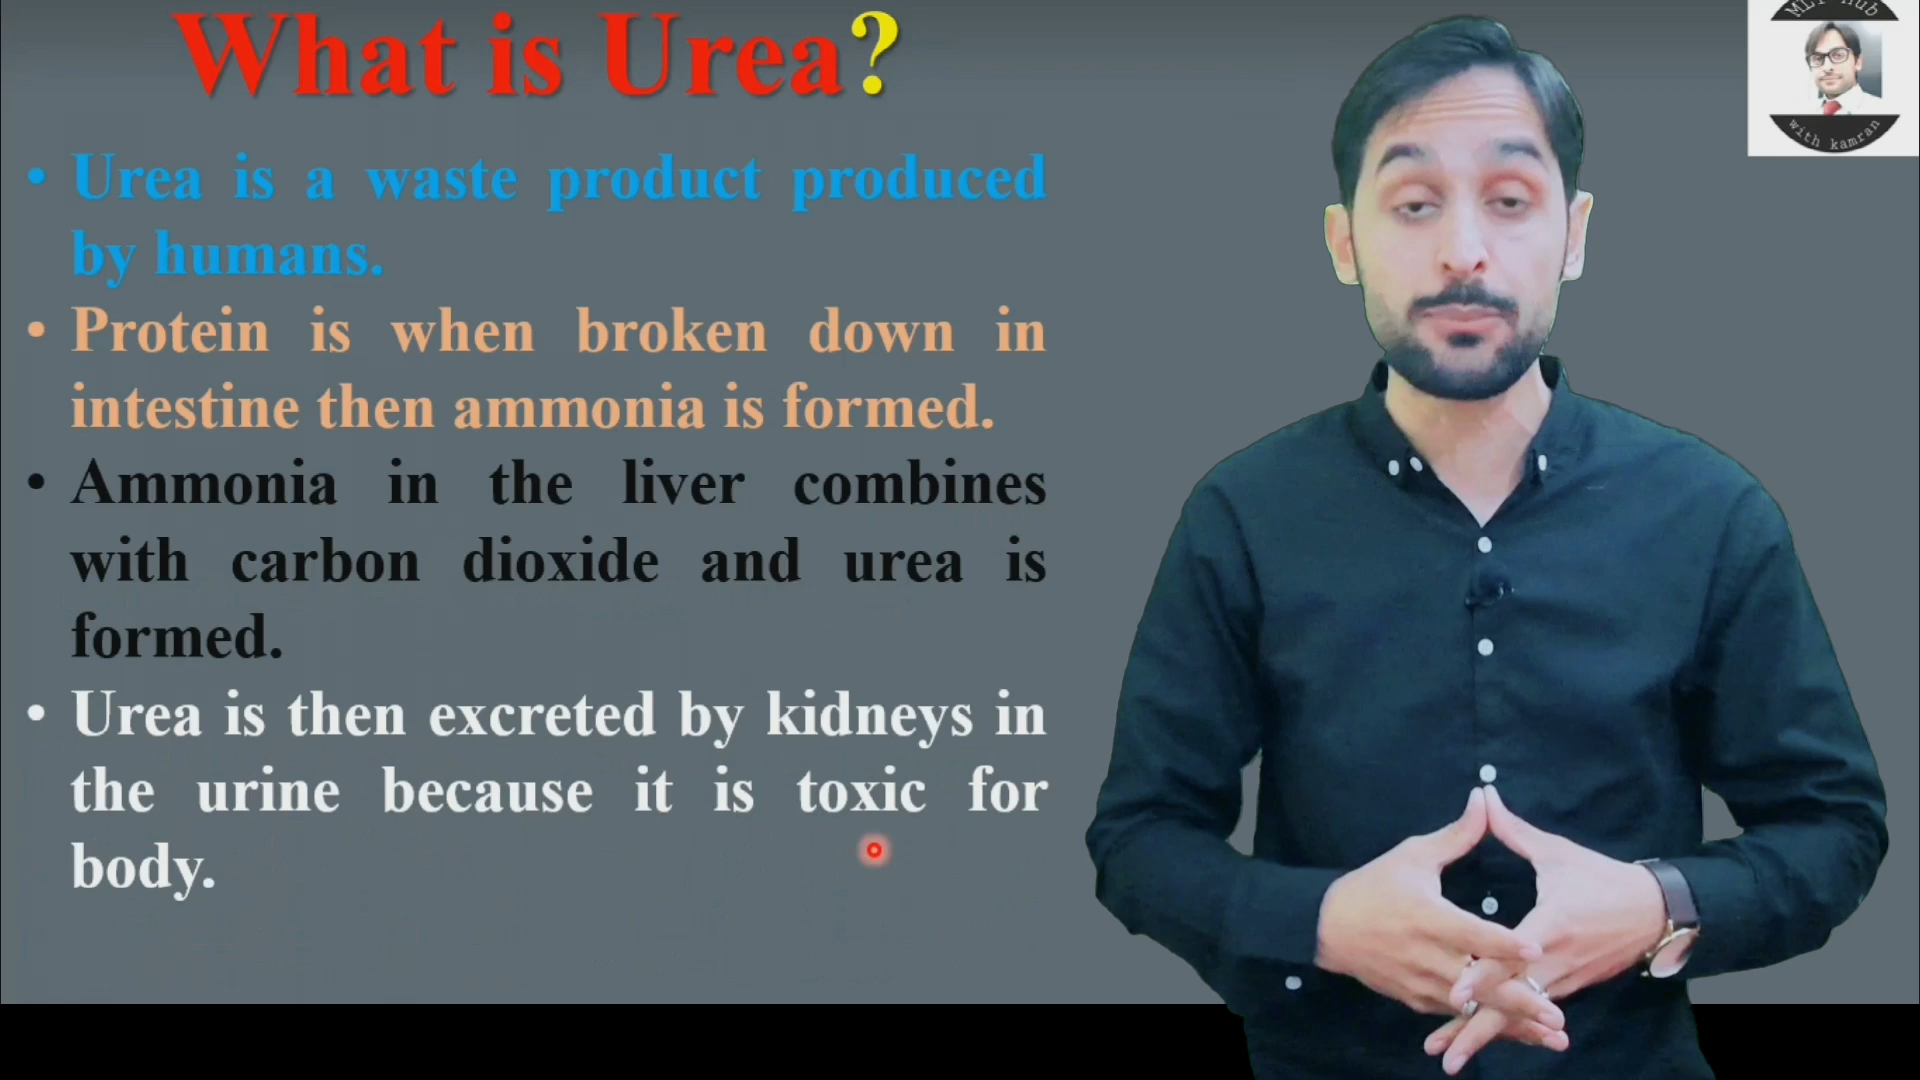 What is Urea?
• Urea is a waste product produced
by humans.
• Protein is when broken down in
intestine then ammonia is formed.
• Ammonia in the liver combines
with carbon dioxide and urea is
formed.
• Urea is then excreted by kidneys in
the urine because it is toxic for
body.
MLT hub
with kamran